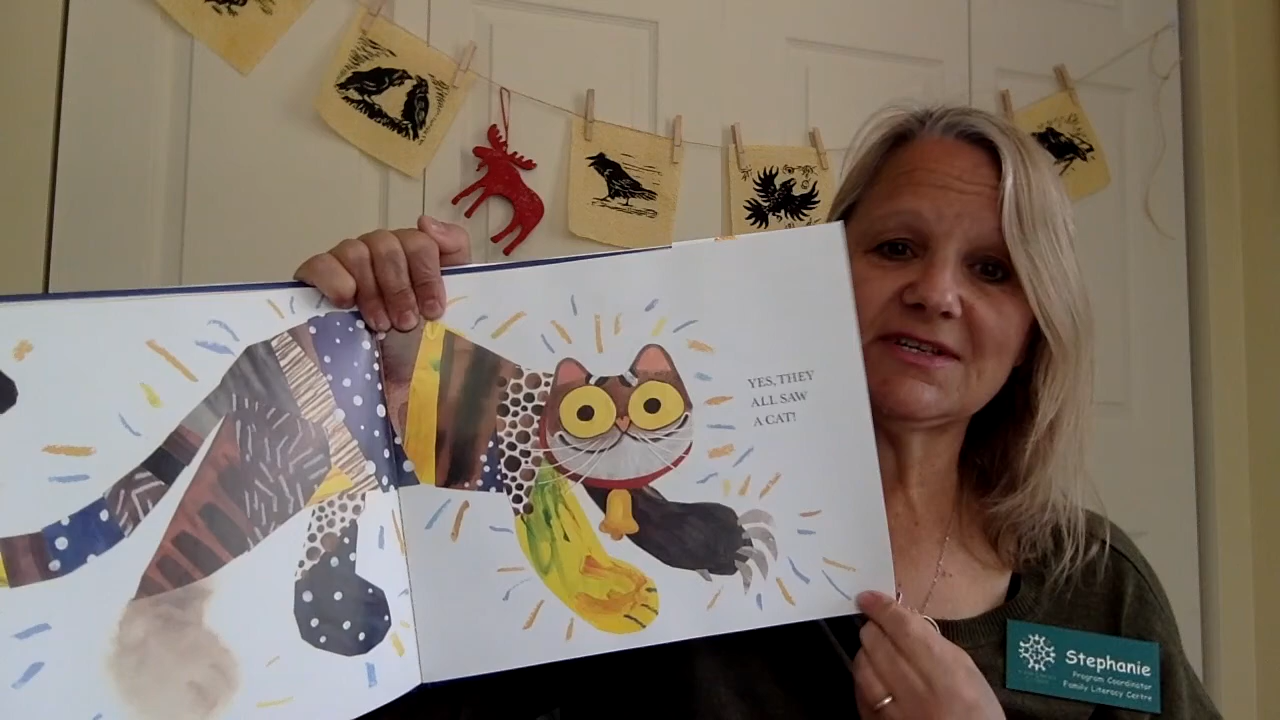 YES, THEY
ALL SAW
A CAT!
Stephanie
Program Coordinator
Family Literacy Centre